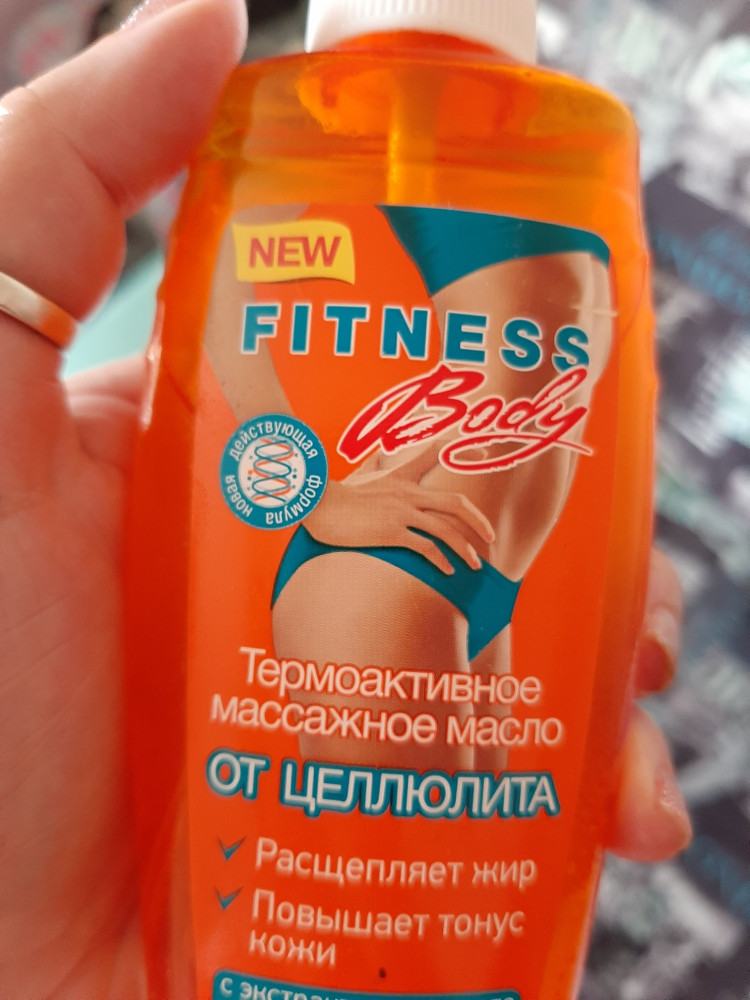 NEW
FITNESS
Body
новая действующая формула
Термоактивное
массажное масло
ОТ ЦЕЛЛЮЛИТА
Расщепляет жир
Повышает тонус
кожи